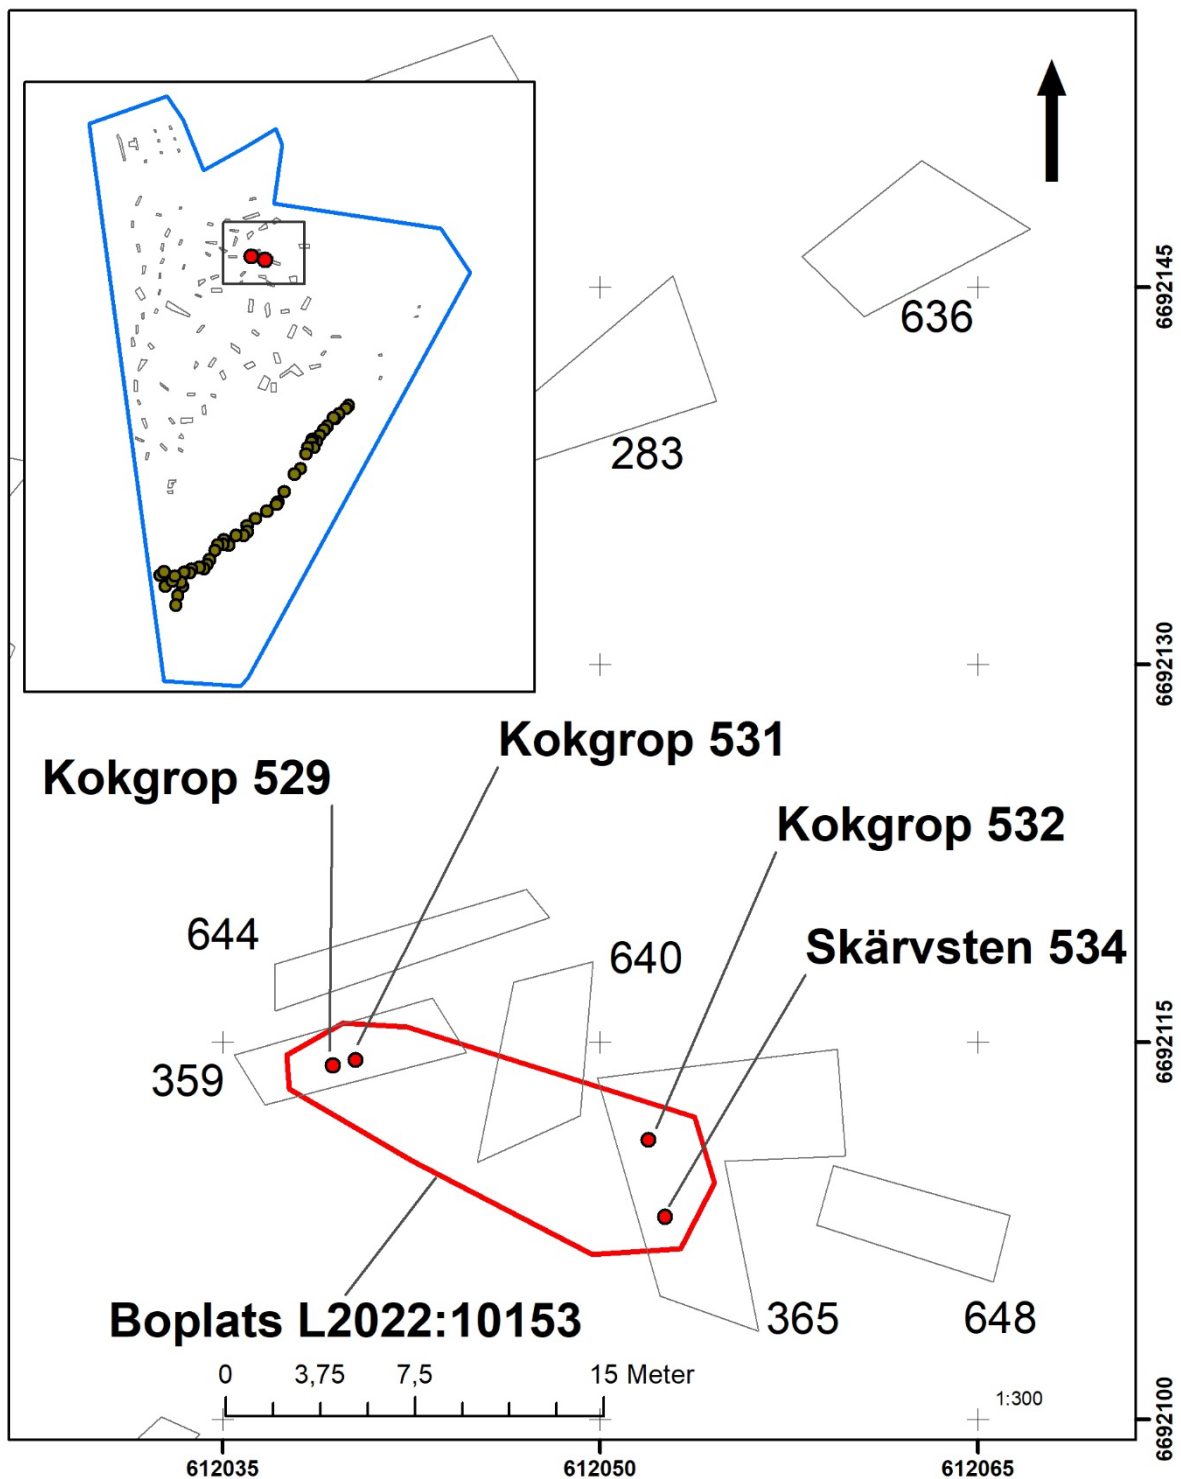 6692145
636
283
6692130
Kokgrop 531
Kokgrop 529
Kokgrop 532
644
640
Skärvsten 534
6692115
359
Boplats L2022:10153
365
648
0 3,75 7,5 15 Meter
1:300
6692100
612035 612050 612065